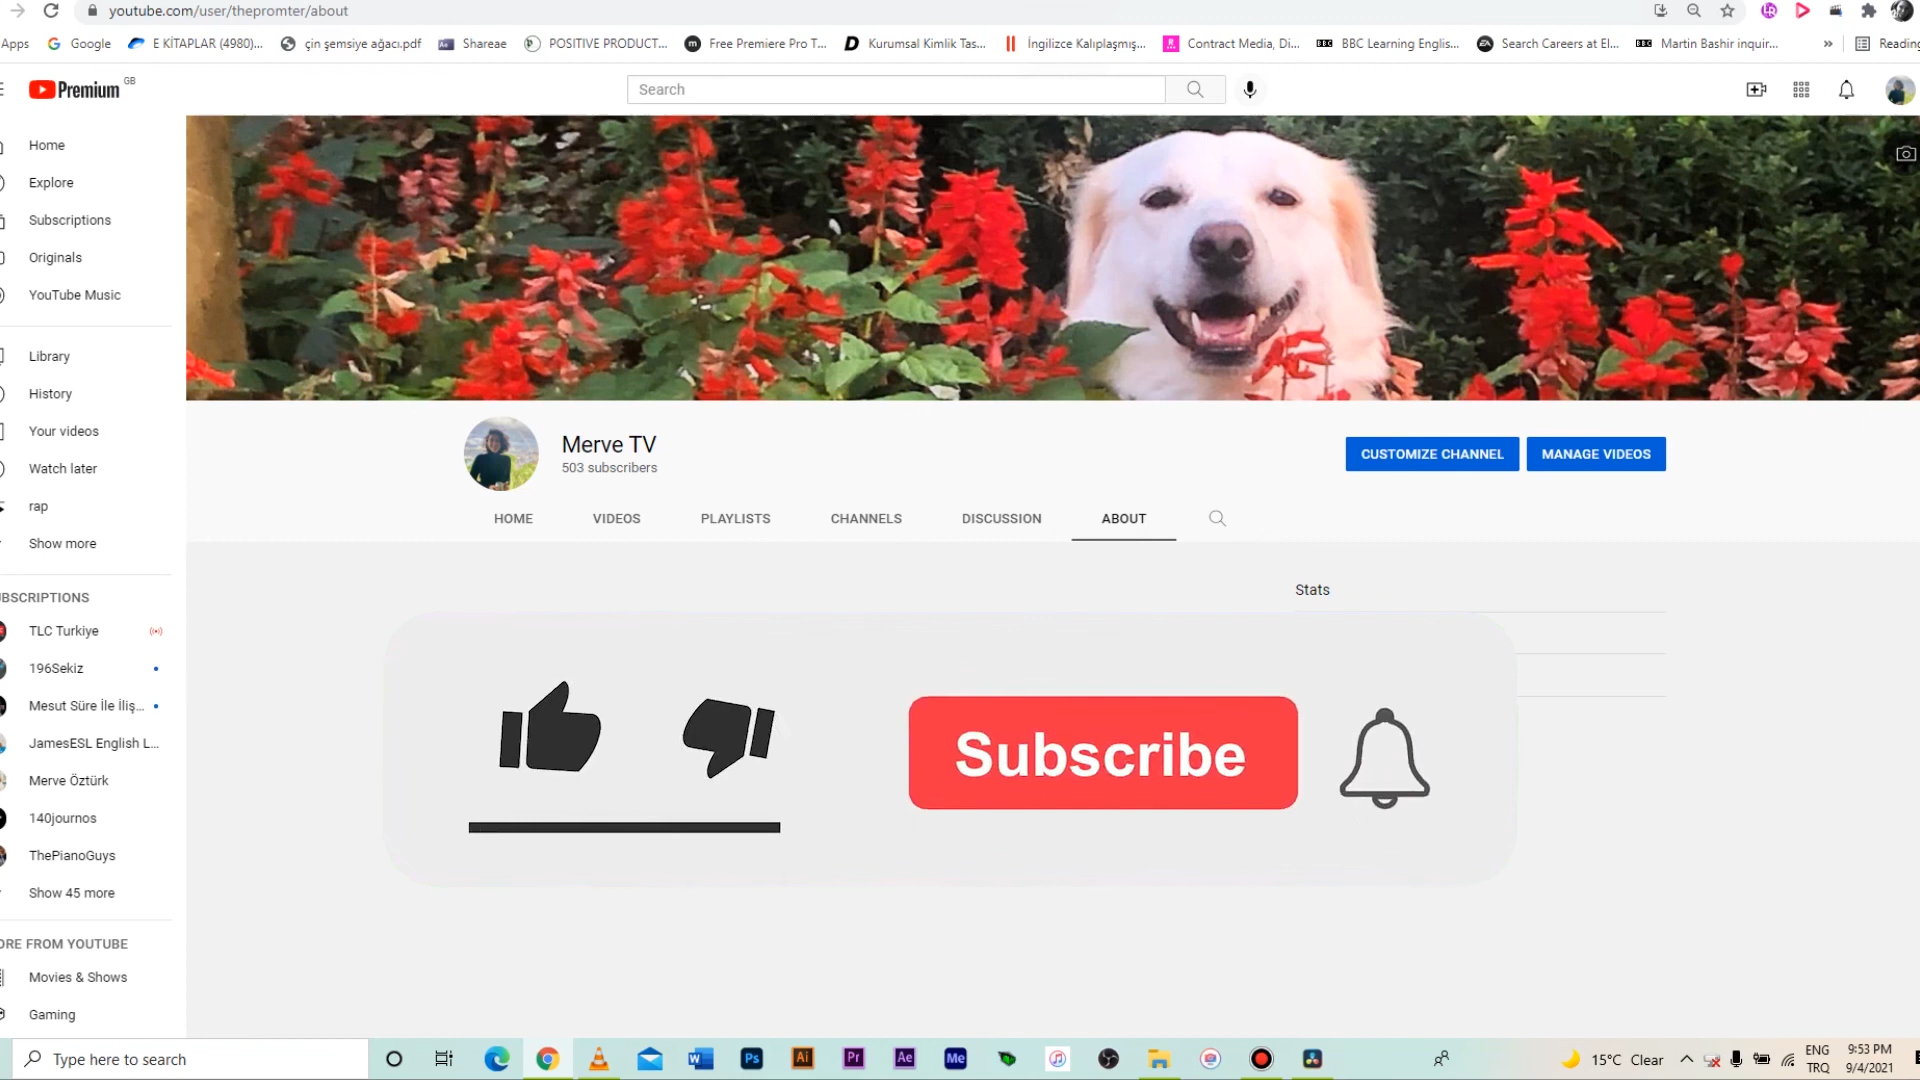 youtube.com/user/thepromter/about
Apps Google E KİTAPLAR (4980)... çin şemsiye ağacı.pdf Shareae POSITIVE PRODUCT... Free Premiere Pro T... Kurumsal Kimlik Tas... İngilizce Kalıplaşmış... Contract Media, Di... BBC Learning Englis... Search Careers at El... Martin Bashir inquir... » Reading
Premium GB
Search
Home
Explore
Subscriptions
Originals
YouTube Music
Library
History
Your videos
Watch later
rap
Show more
BSCRIPTIONS
TLC Turkiye
196Sekiz
Mesut Süre İle İliş...
JamesESL English L...
Merve Öztürk
140journos
ThePianoGuys
Show 45 more
ORE FROM YOUTUBE
Movies & Shows
Gaming
Merve TV
503 subscribers
CUSTOMIZE CHANNEL
MANAGE VIDEOS
HOME VIDEOS PLAYLISTS CHANNELS DISCUSSION ABOUT
Stats
Subscribe
Type here to search
W Ps Ai Pr Ae Me
15°C Clear
ENG
TRQ
9:53 PM
9/4/2021